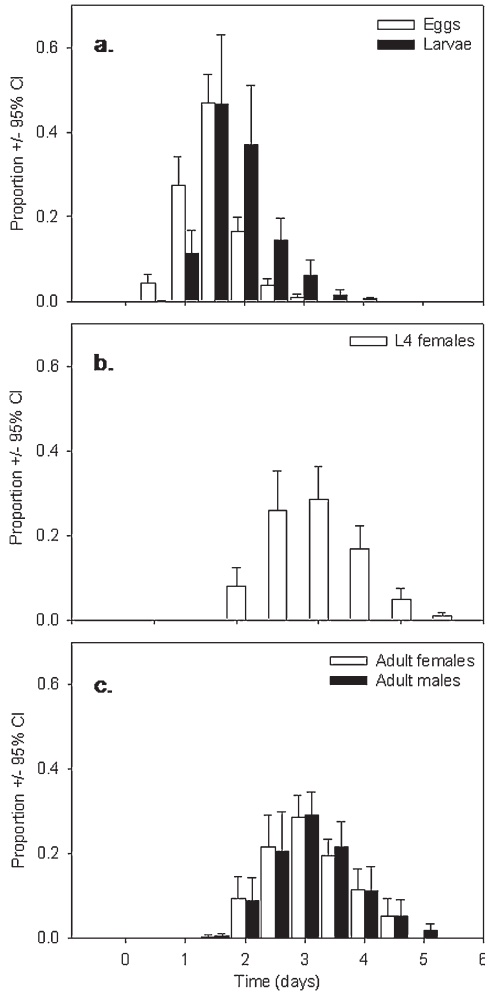 a.
Eggs
Larvae
Proportion +/- 95% CI
0.6
0.4
0.2
0.0
b.
L4 females
Proportion +/- 95% CI
0.6
0.4
0.2
0.0
c.
Adult females
Adult males
Proportion +/- 95% CI
0.6
0.4
0.2
0.0
0 1 2 3 4 5 6
Time (days)